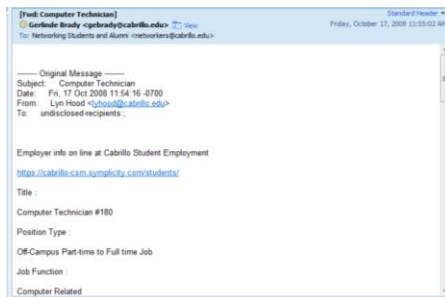 [Fwd: Computer Technician]
Standard Header
Gerlinde Brady <gebrady@cabrillo.edu> View
Friday, October 17, 2008 11:55:02 AM
To: Networking Students and Alumni <networkers@cabrillo.edu>
-------- Original Message --------
Subject: Computer Technician
Date: Fri, 17 Oct 2008 11:54:16 -0700
From: Lyn Hood <lyhood@cabrillo.edu>
To: undisclosed-recipients:;
Employer info on line at Cabrillo Student Employment
https://cabrillo-csm.symplicity.com/students/
Title :
Computer Technician #180
Position Type :
Off-Campus Part-time to Full time Job
Job Function :
Computer Related